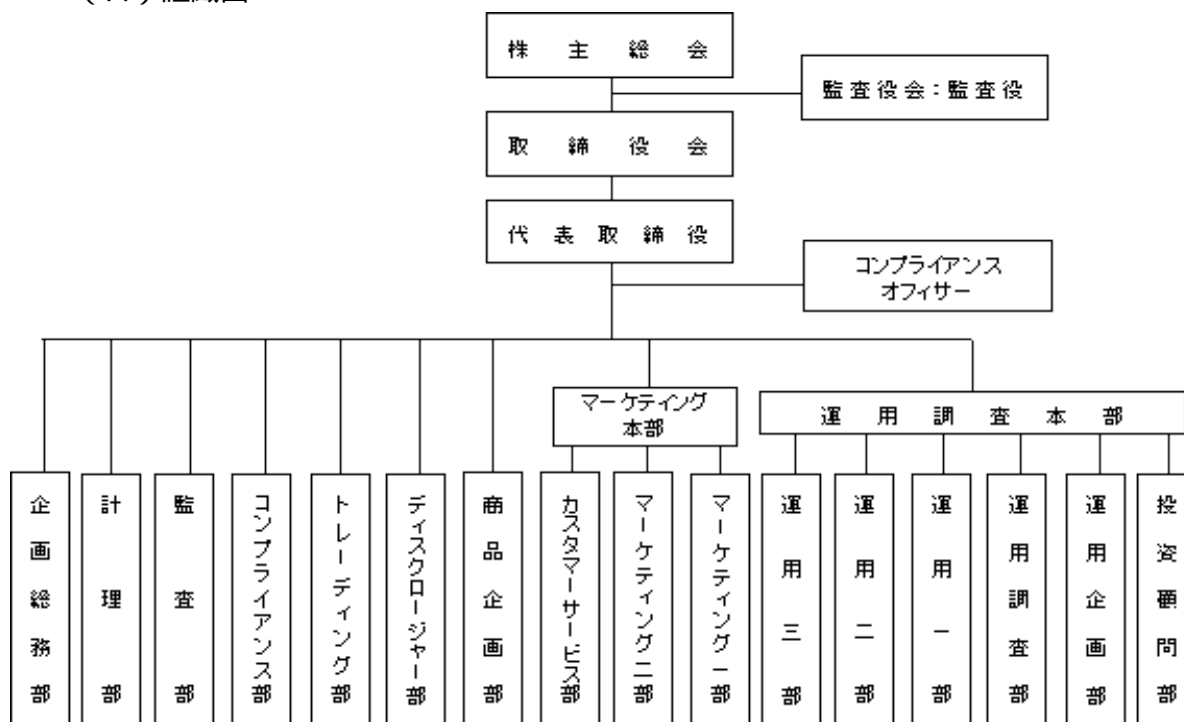 株主総会
監査役会：監査役
取締役会
代表取締役
コンプライアンス
オフィサー
マーケティング
本部
運用調査本部
企画総務部
計理部
監査部
コンプライアンス部
トレーディング部
ディスクロージャー部
商品企画部
カスタマーサービス部
マーケティング二部
マーケティング一部
運用三部
運用二部
運用一部
運用調査部
運用企画部
投資顧問部